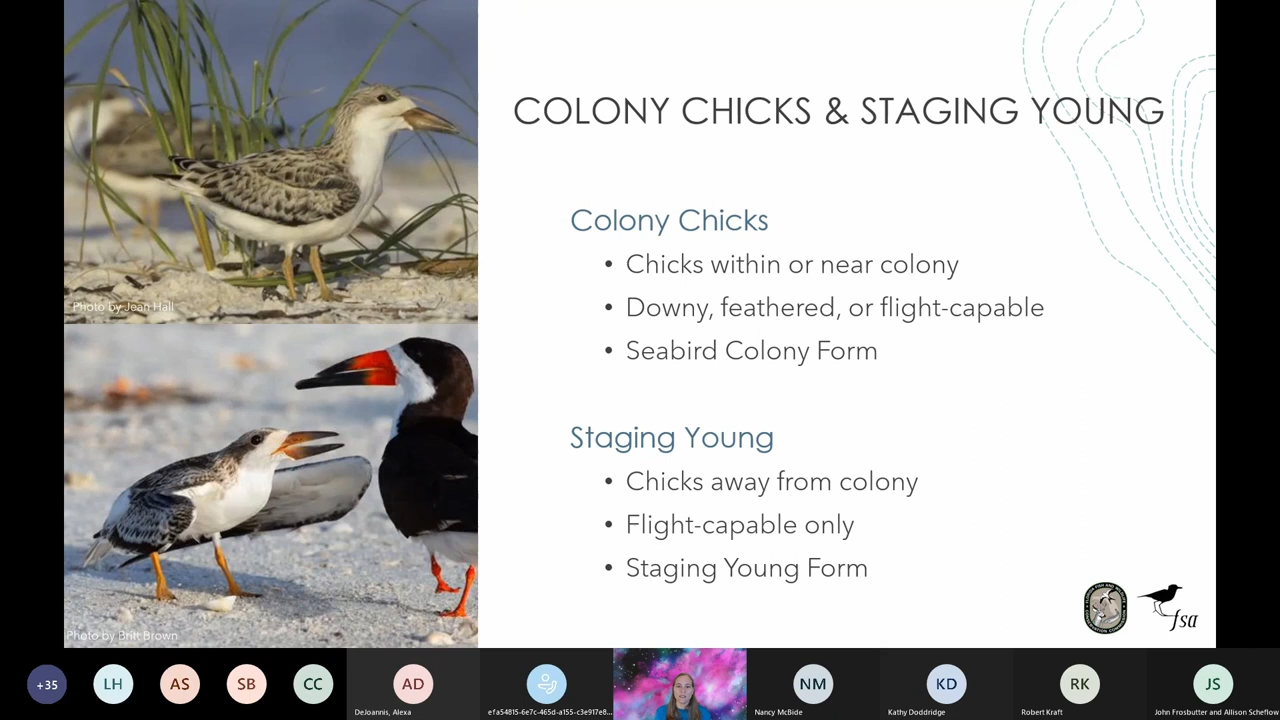 COLONY CHICKS & STAGING YOUNG
Colony Chicks
• Chicks within or near colony
• Downy, feathered, or flight-capable
• Seabird Colony Form
Staging Young
• Chicks away from colony
• Flight-capable only
• Staging Young Form
Photo by Jean Hall
Photo by Britt Brown
fsa
+35
LH
AS
SB
CC
AD
NM
KD
RK
JS
DeJoannis, Alexa
efa54815-6e7c-465d-a155-c3e917e8...
Nancy McBide
Kathy Doddridge
Robert Kraft
John Frosbutter and Allison Scheflow